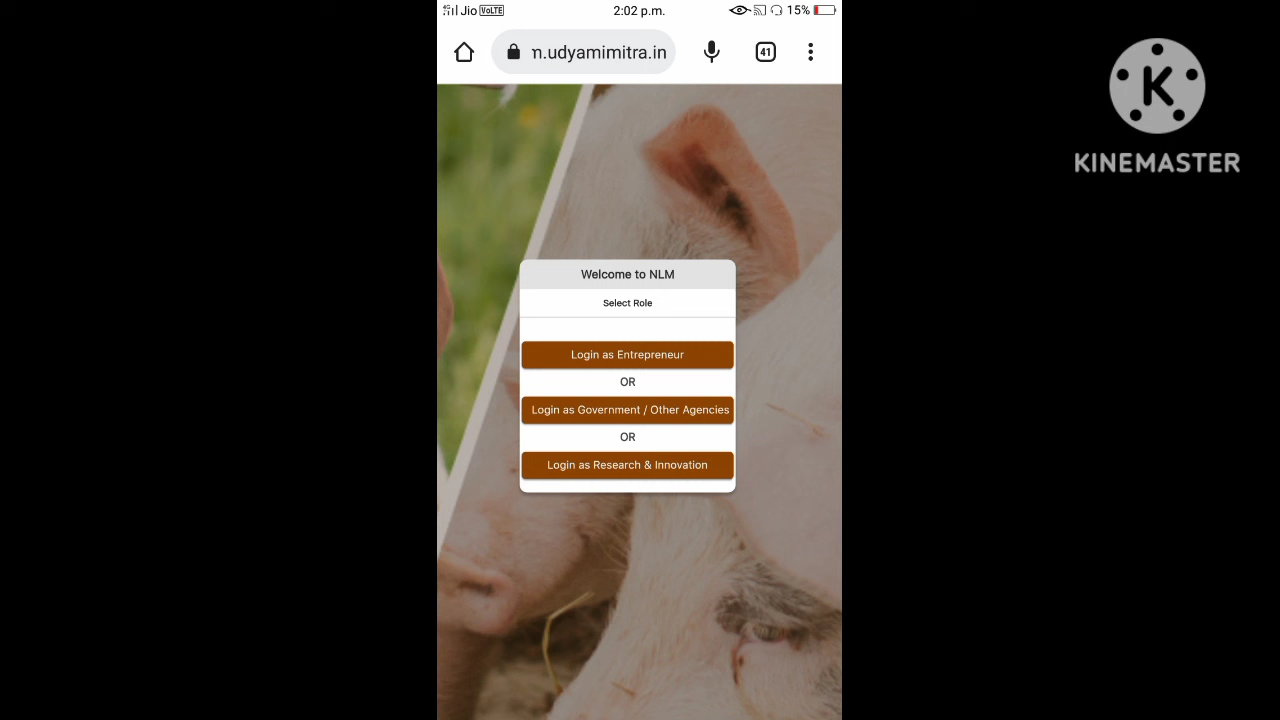 4G Jio VoLTE 2:02 p.m. 15%
n.udyamimitra.in 41
K
KINEMASTER
Welcome to NLM
Select Role
Login as Entrepreneur
OR
Login as Government / Other Agencies
OR
Login as Research & Innovation